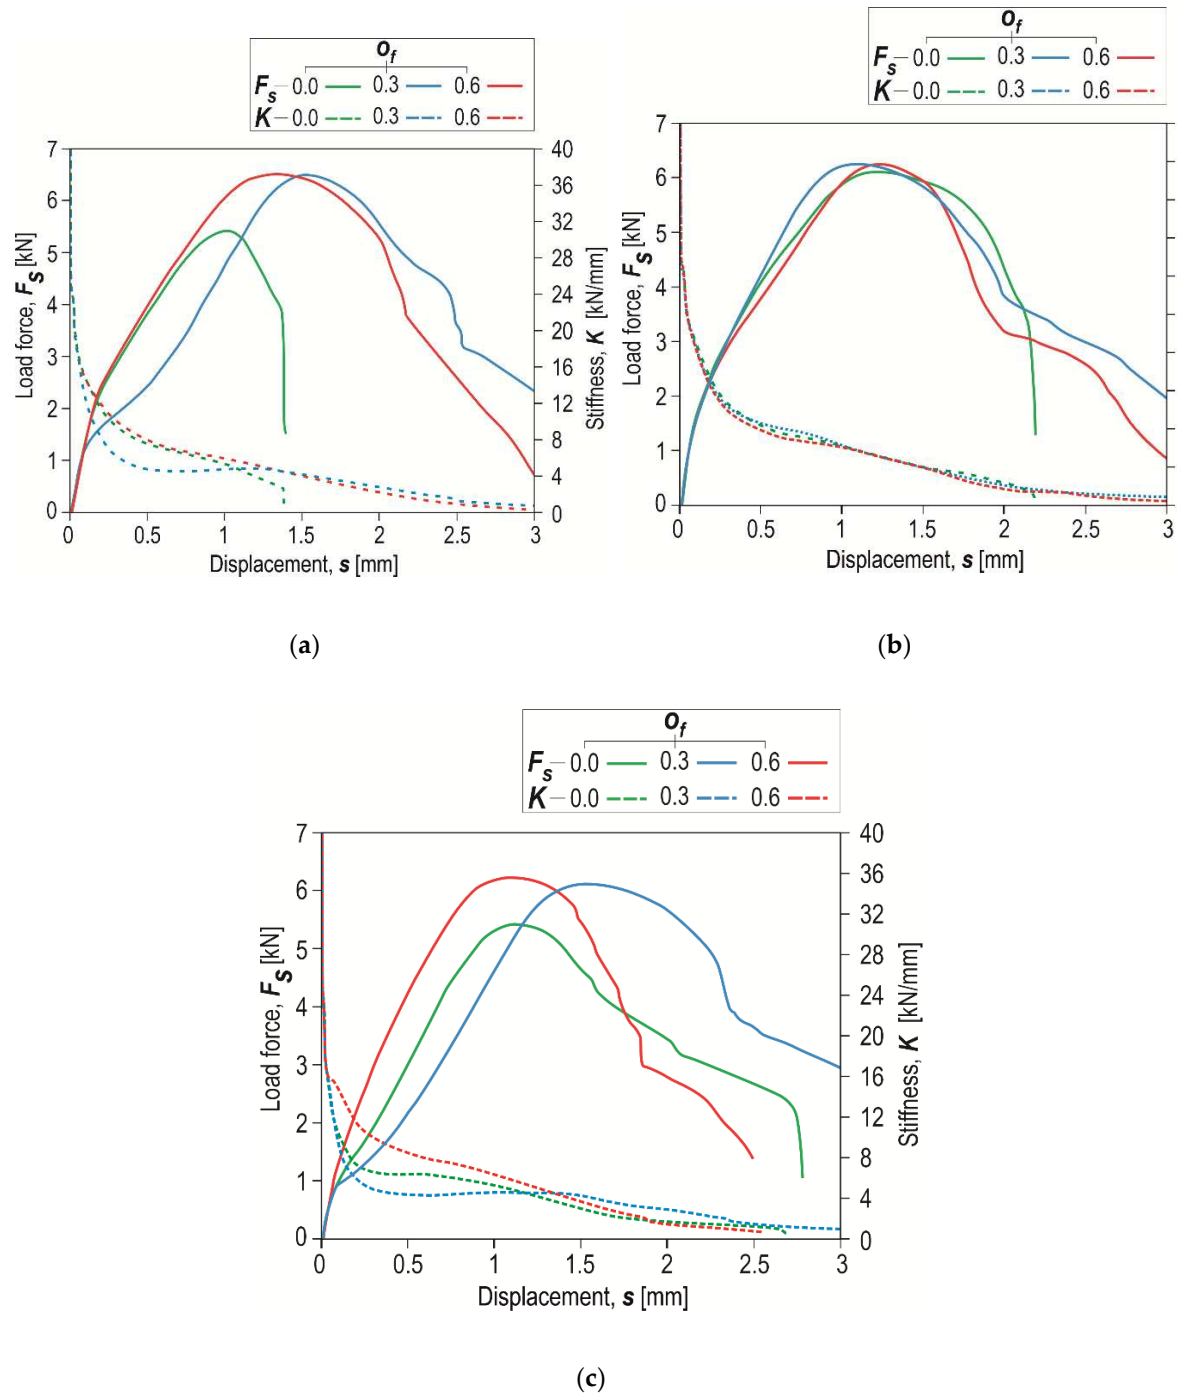 o_f
F_s 0.0 0.3 0.6
K 0.0 0.3 0.6
7
6
5
4
3
2
1
0
Load force, F_s [kN]
40
36
32
28
24
20
16
12
8
4
0
Stiffness, K [kN/mm]
0 0.5 1 1.5 2 2.5 3
Displacement, s [mm]
(a)
o_f
F_s 0.0 0.3 0.6
K 0.0 0.3 0.6
7
6
5
4
3
2
1
0
Load force, F_s [kN]
0 0.5 1 1.5 2 2.5 3
Displacement, s [mm]
(b)
o_f
F_s 0.0 0.3 0.6
K 0.0 0.3 0.6
7
6
5
4
3
2
1
0
Load force, F_s [kN]
40
36
32
28
24
20
16
12
8
4
0
Stiffness, K [kN/mm]
0 0.5 1 1.5 2 2.5 3
Displacement, s [mm]
(c)